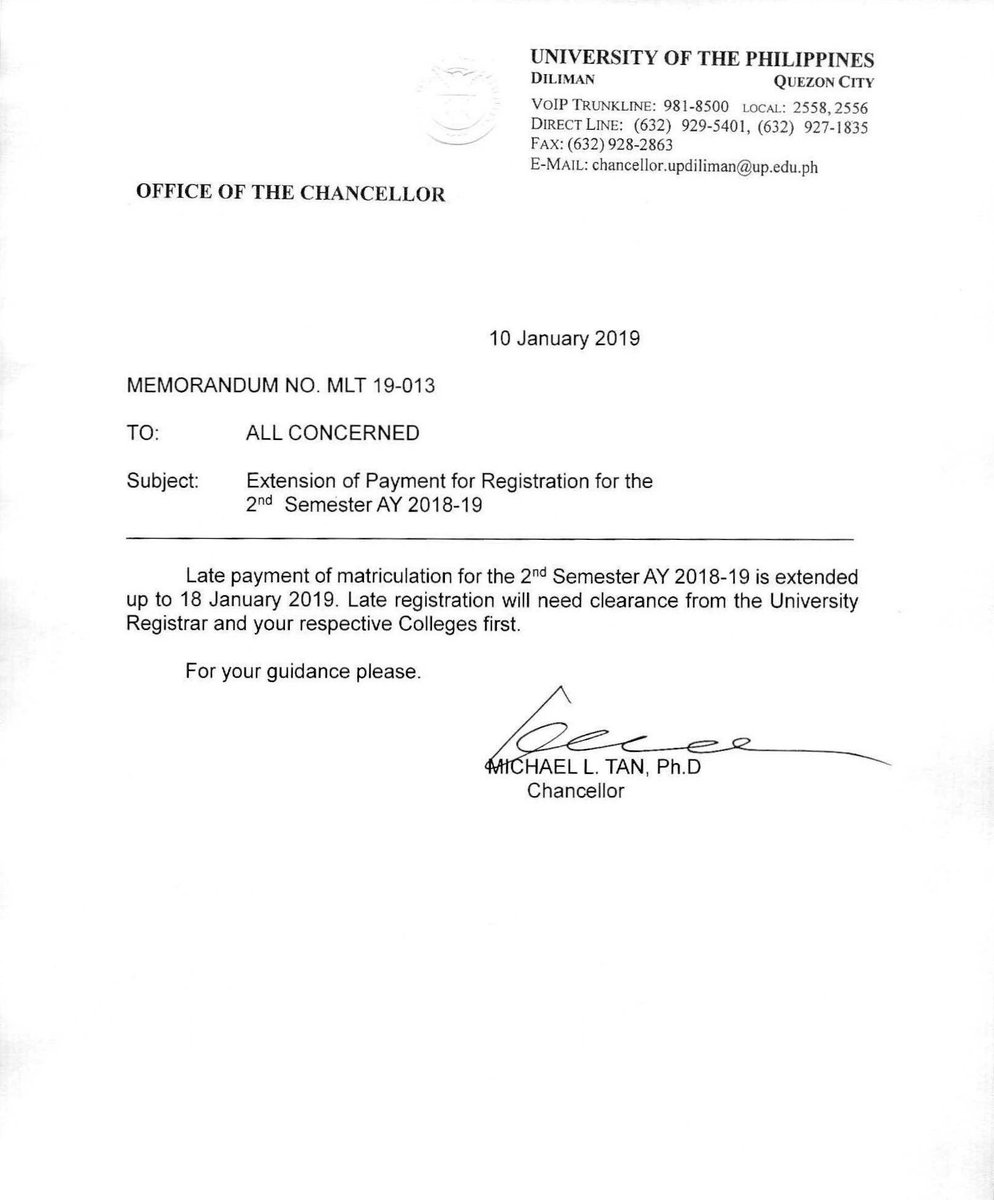 UNIVERSITY OF THE PHILIPPINES
DILIMAN QUEZON CITY
VOIP TRUNKLINE: 981-8500 LOCAL: 2558, 2556
DIRECT LINE: (632) 929-5401, (632) 927-1835
FAX: (632) 928-2863
E-MAIL: chancellor.updiliman@up.edu.ph
OFFICE OF THE CHANCELLOR
10 January 2019
MEMORANDUM NO. MLT 19-013
TO: ALL CONCERNED
Subject: Extension of Payment for Registration for the
2nd Semester AY 2018-19
Late payment of matriculation for the 2nd Semester AY 2018-19 is extended
up to 18 January 2019. Late registration will need clearance from the University
Registrar and your respective Colleges first.
For your guidance please.
MICHAEL L. TAN, Ph.D
Chancellor